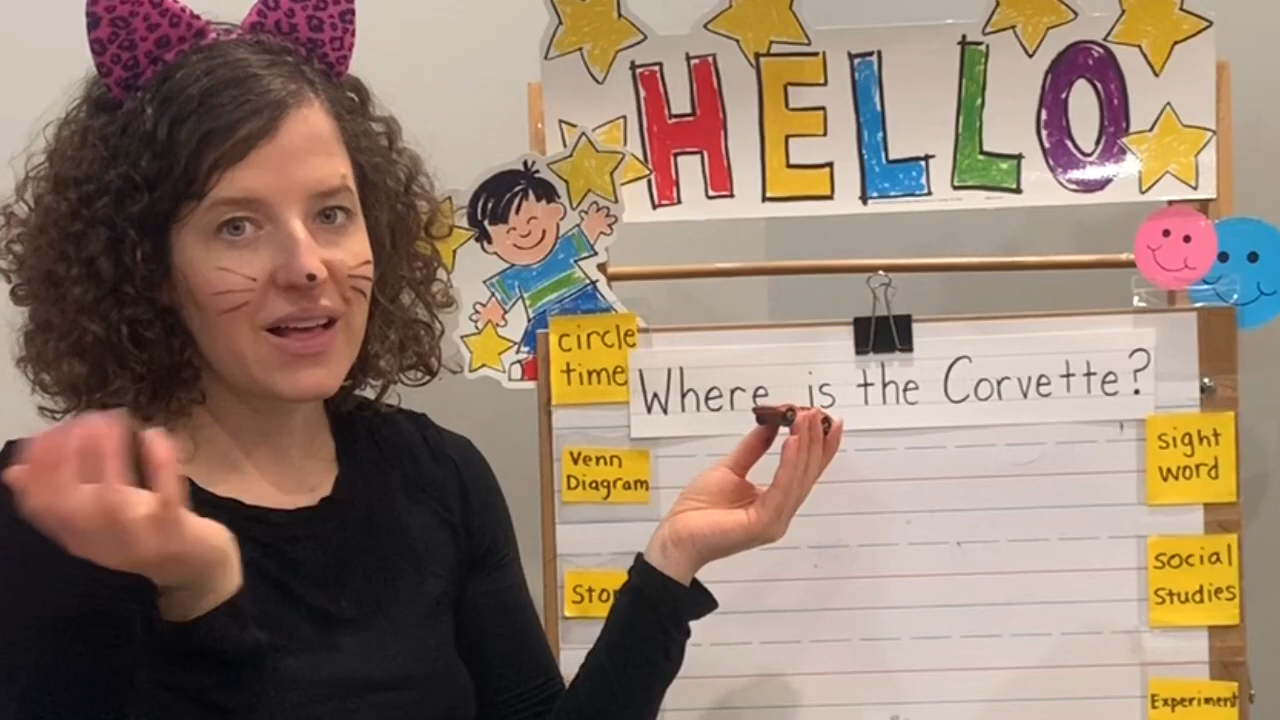 HELLO
circle
time
Where is the Corvette?
Venn
Diagram
sight
word
social
studies
Experiment